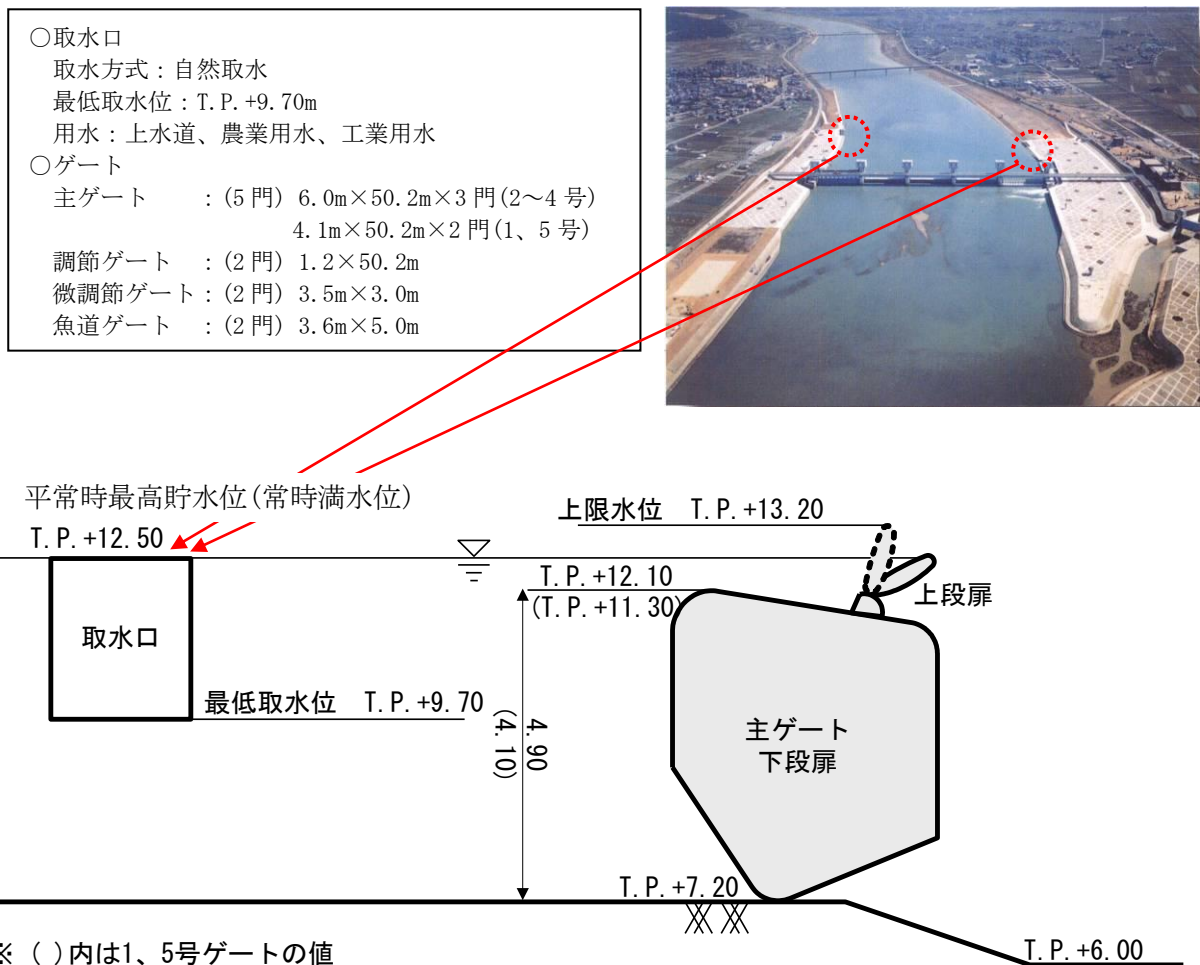 ○取水口
取水方式：自然取水
最低取水位：T.P.+9.70m
用水：上水道、農業用水、工業用水
○ゲート
主ゲート ：(5門) 6.0m×50.2m×3門(2～4号)
4.1m×50.2m×2門(1、5号)
調節ゲート ：(2門) 1.2×50.2m
微調節ゲート：(2門) 3.5m×3.0m
魚道ゲート ：(2門) 3.6m×5.0m
平常時最高貯水位(常時満水位)
T.P.+12.50
上限水位 T.P.+13.20
T.P.+12.10
(T.P.+11.30)
上段扉
取水口
最低取水位 T.P.+9.70
4.90
(4.10)
主ゲート
下段扉
T.P.+7.20
※ ( )内は1、5号ゲートの値
T.P.+6.00